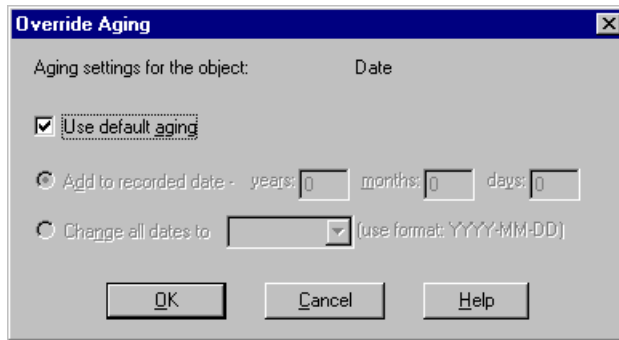 Override Aging
Aging settings for the object: Date
Use default aging
Add to recorded date - years: 0 months: 0 days: 0
Change all dates to (use format: YYYY-MM-DD)
OK Cancel Help